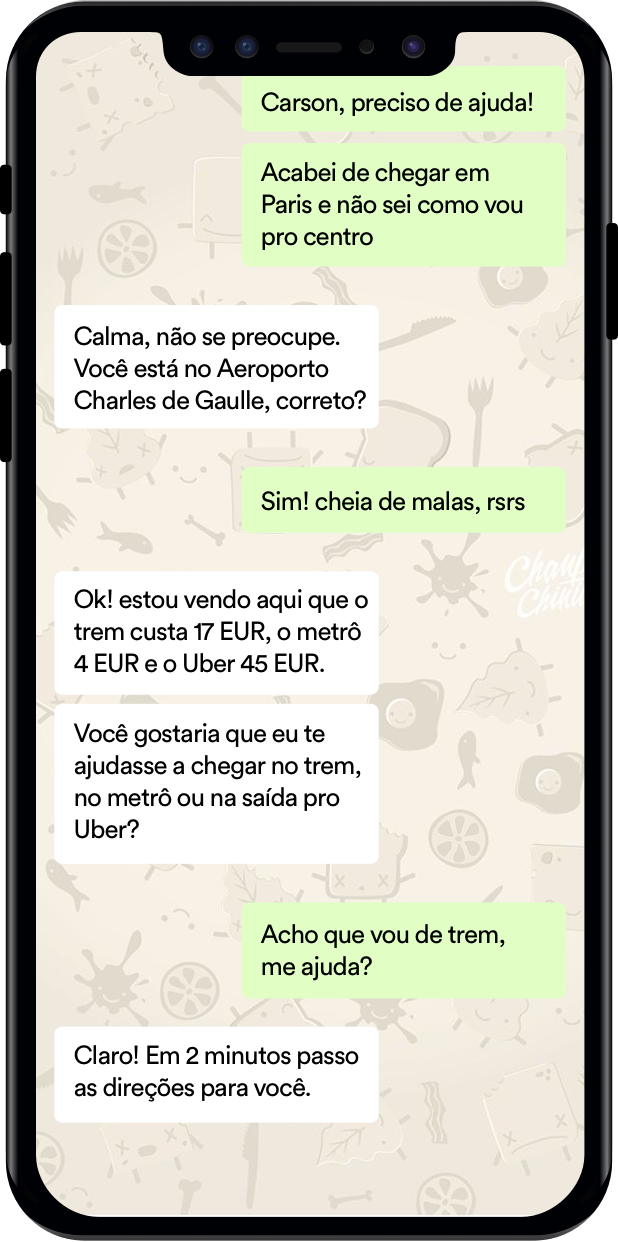 Carson, preciso de ajuda!
Acabei de chegar em
Paris e não sei como vou
pro centro
Calma, não se preocupe.
Você está no Aeroporto
Charles de Gaulle, correto?
Sim! cheia de malas, rsrs
Ok! estou vendo aqui que o
trem custa 17 EUR, o metrô
4 EUR e o Uber 45 EUR.
Você gostaria que eu te
ajudasse a chegar no trem,
no metrô ou na saída pro
Uber?
Acho que vou de trem,
me ajuda?
Claro! Em 2 minutos passo
as direções para você.